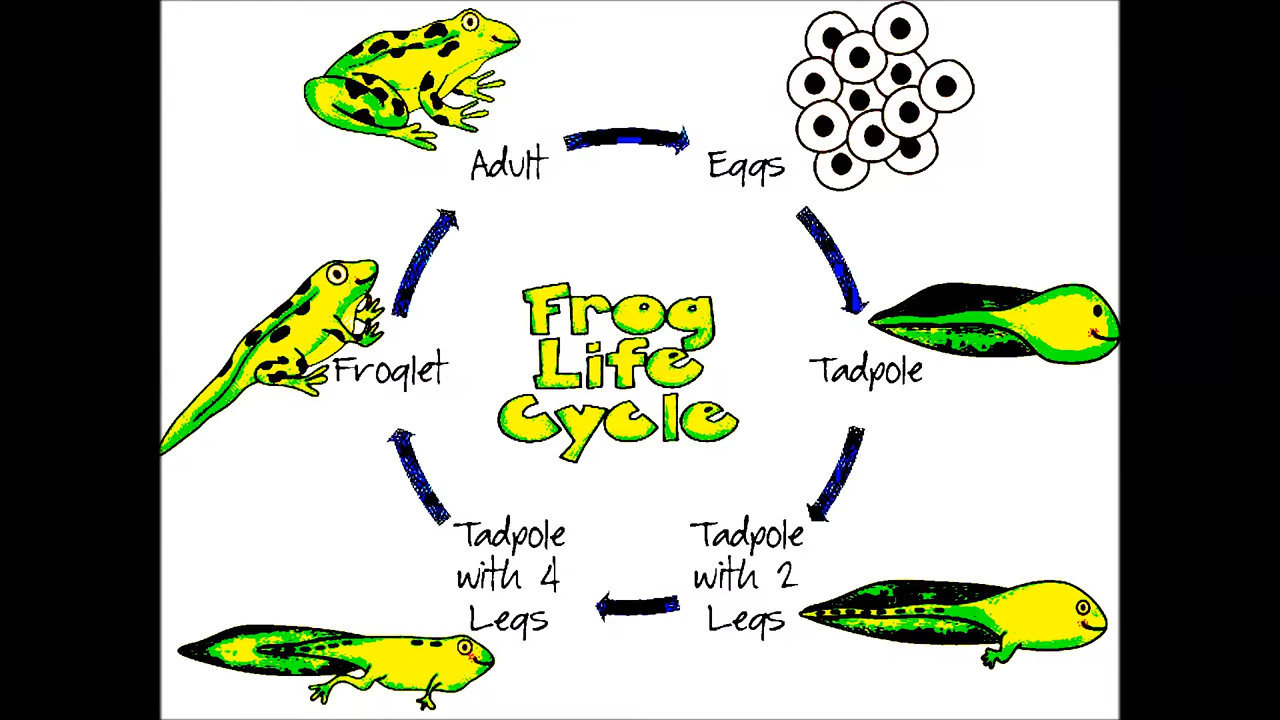 Adult
Eggs
Froglet
Frog
Life
Cycle
Tadpole
Tadpole
with 4
Legs
Tadpole
with 2
Legs